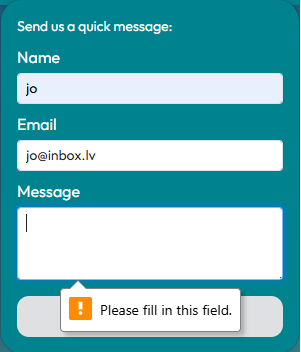 Send us a quick message:
Name
jo
Email
jo@inbox.lv
Message
Please fill in this field.